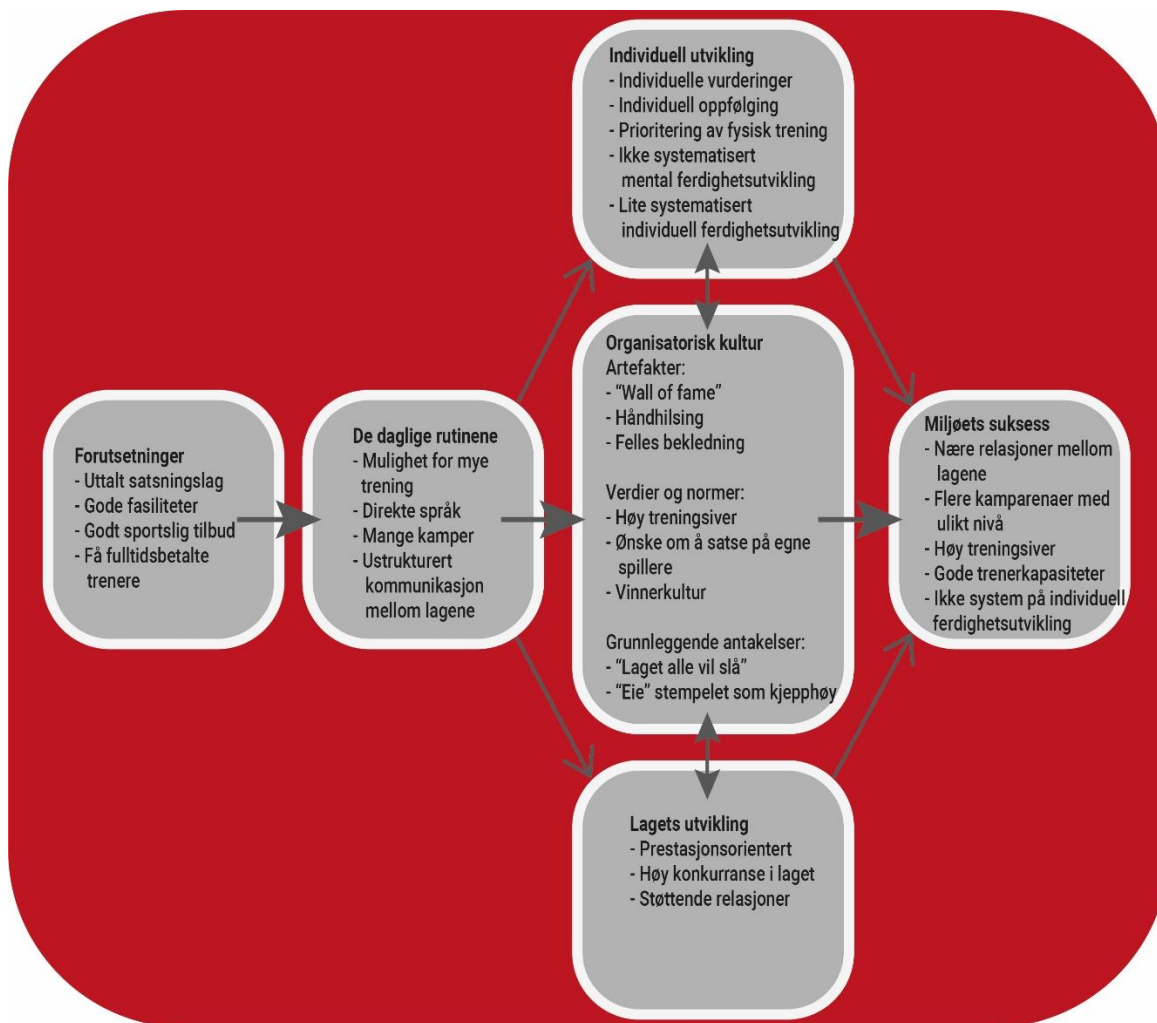 Individuell utvikling
- Individuelle vurderinger
- Individuell oppfølging
- Prioritering av fysisk trening
- Ikke systematisert
mental ferdighetsutvikling
- Lite systematisert
individuell ferdighetsutvikling
Forutsetninger
- Uttalt satsningslag
- Gode fasiliteter
- Godt sportslig tilbud
- Få fulltidsbetalte
trenere
De daglige rutinene
- Mulighet for mye
trening
- Direkte språk
- Mange kamper
- Ustrukturert
kommunikasjon
mellom lagene
Organisatorisk kultur
Artefakter:
- “Wall of fame”
- Håndhilsing
- Felles bekledning
Verdier og normer:
- Høy treningsiver
- Ønske om å satse på egne
spillere
- Vinnerkultur
Grunnleggende antakelser:
- “Laget alle vil slå”
- “Eie” stempelet som kjepphøy
Miljøets suksess
- Nære relasjoner mellom
lagene
- Flere kamparenaer med
ulikt nivå
- Høy treningsiver
- Gode trenerkapasiteter
- Ikke system på individuell
ferdighetsutvikling
Lagets utvikling
- Prestasjonsorientert
- Høy konkurranse i laget
- Støttende relasjoner